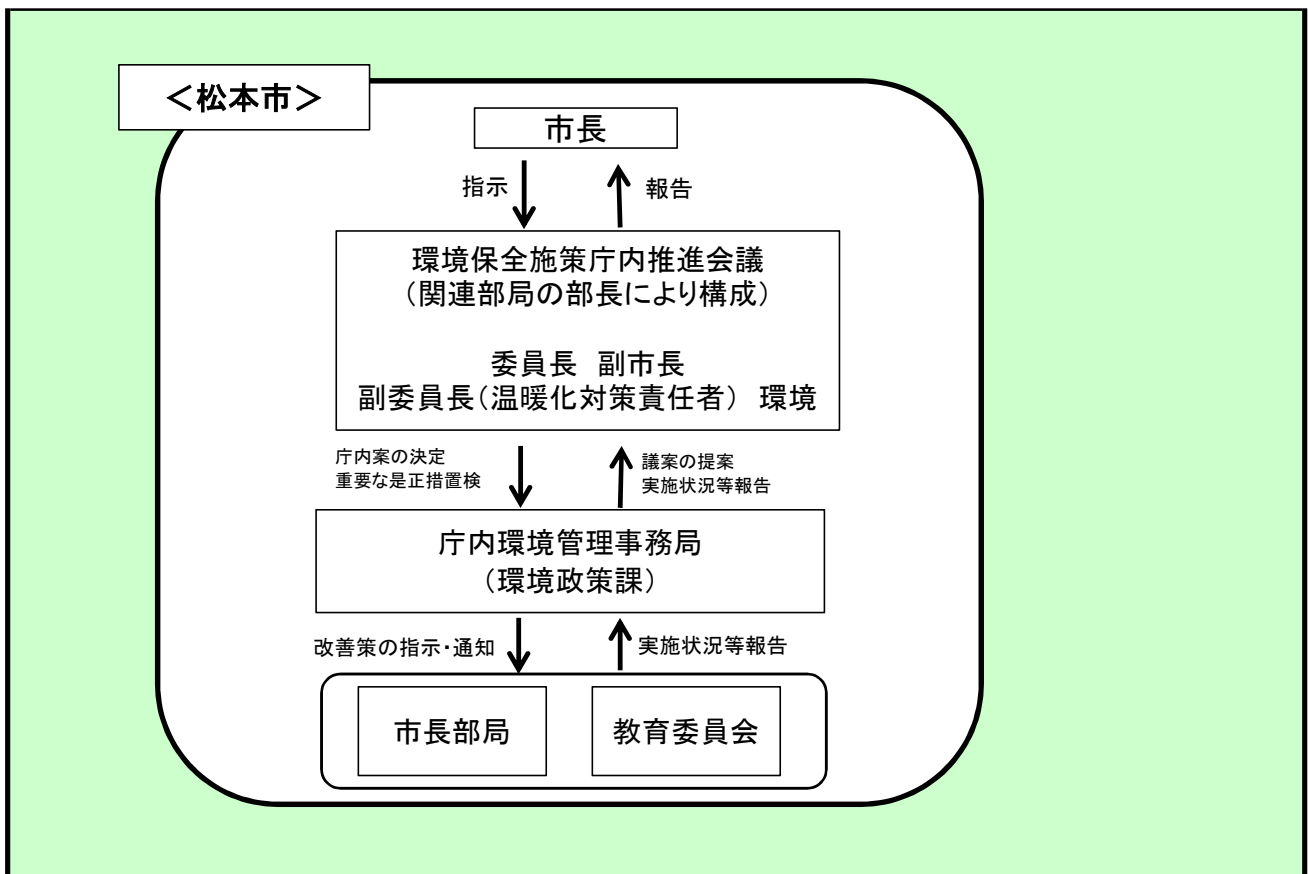 ＜松本市＞
市長
指示
報告
環境保全施策庁内推進会議
（関連部局の部長により構成）
委員長　副市長
副委員長（温暖化対策責任者）　環境
庁内案の決定
重要な是正措置検
議案の提案
実施状況等報告
庁内環境管理事務局
（環境政策課）
改善策の指示・通知
実施状況等報告
市長部局
教育委員会